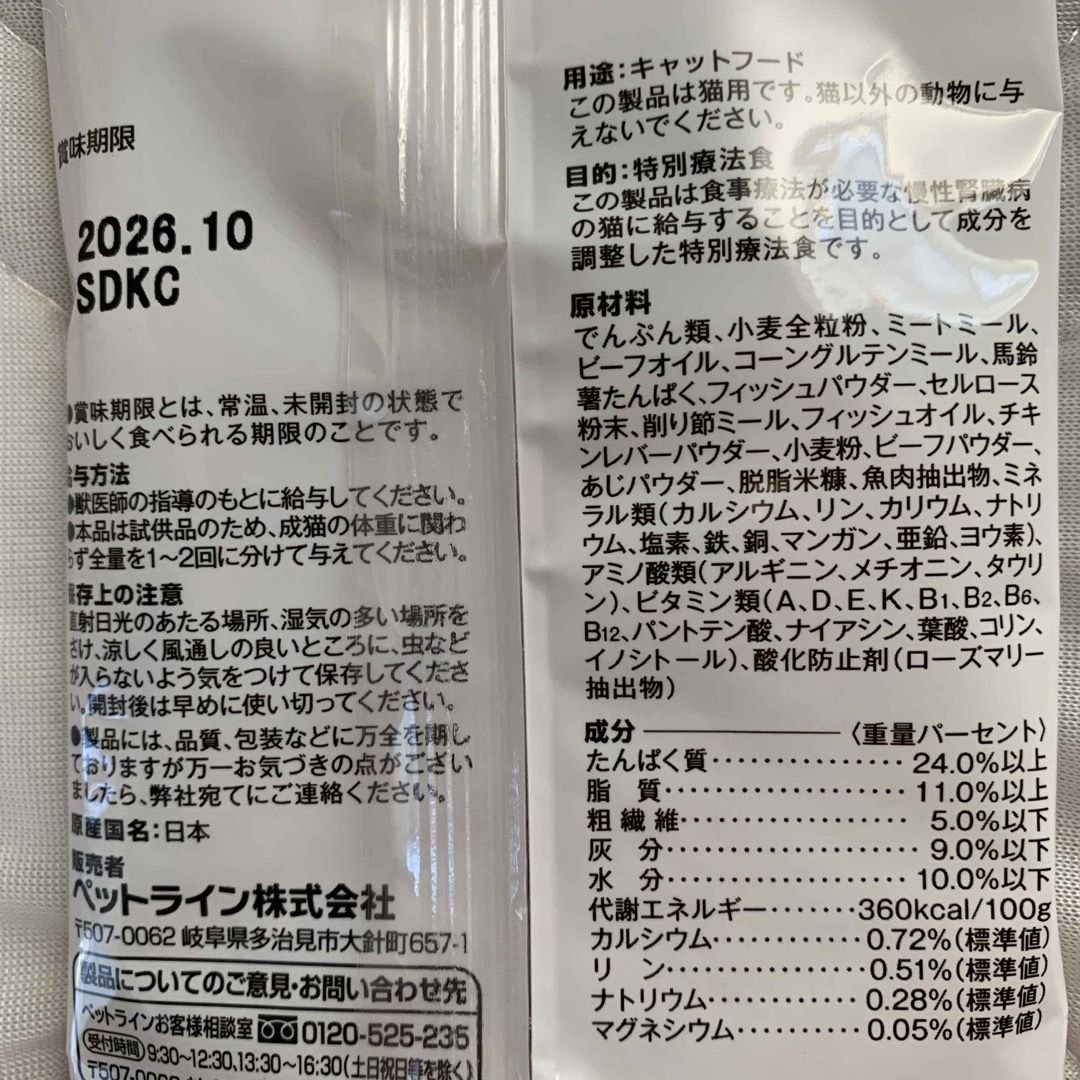 賞味期限
2026.10
SDKC
●賞味期限とは、常温、未開封の状態で
おいしく食べられる期限のことです。
給与方法
●獣医師の指導のもとに給与してください。
●本品は試供品のため、成猫の体重に関わ
らず全量を1～2回に分けて与えてください。
保存上の注意
直射日光のあたる場所、湿気の多い場所を
さけ、涼しく風通しの良いところに、虫など
が入らないよう気をつけて保存してくださ
い。開封後は早めに使い切ってください。
●製品には、品質、包装などに万全を期し
ておりますが万一お気づきの点がござい
ましたら、弊社宛てにご連絡ください。
原産国名：日本
販売者
ペットライン株式会社
〒507-0062 岐阜県多治見市大針町657-1
製品についてのご意見・お問い合わせ先
ペットラインお客様相談室 0120-525-235
受付時間 9:30～12:30、13:30～16:30(土日祝日等を除く)
〒507-006
用途：キャットフード
この製品は猫用です。猫以外の動物に与
えないでください。
目的：特別療法食
この製品は食事療法が必要な慢性腎臓病
の猫に給与することを目的として成分を
調整した特別療法食です。
原材料
でんぷん類、小麦全粒粉、ミートミール、
ビーフオイル、コーングルテンミール、馬鈴
薯たんぱく、フィッシュパウダー、セルロース
粉末、削り節ミール、フィッシュオイル、チキ
ンレバーパウダー、小麦粉、ビーフパウダー、
あじパウダー、脱脂米糠、魚肉抽出物、ミネ
ラル類(カルシウム、リン、カリウム、ナトリ
ウム、塩素、鉄、銅、マンガン、亜鉛、ヨウ素)、
アミノ酸類(アルギニン、メチオニン、タウリ
ン)、ビタミン類(A、D、E、K、B1、B2、B6、
B12、パントテン酸、ナイアシン、葉酸、コリン、
イノシトール)、酸化防止剤(ローズマリー
抽出物)
成分 〈重量パーセント〉
たんぱく質················24.0%以上
脂 質····················11.0%以上
粗繊維···················5.0%以下
灰 分····················9.0%以下
水 分····················10.0%以下
代謝エネルギー·······360kcal/100g
カルシウム············0.72%(標準値)
リ ン·················0.51%(標準値)
ナトリウム············0.28%(標準値)
マグネシウム·········0.05%(標準値)